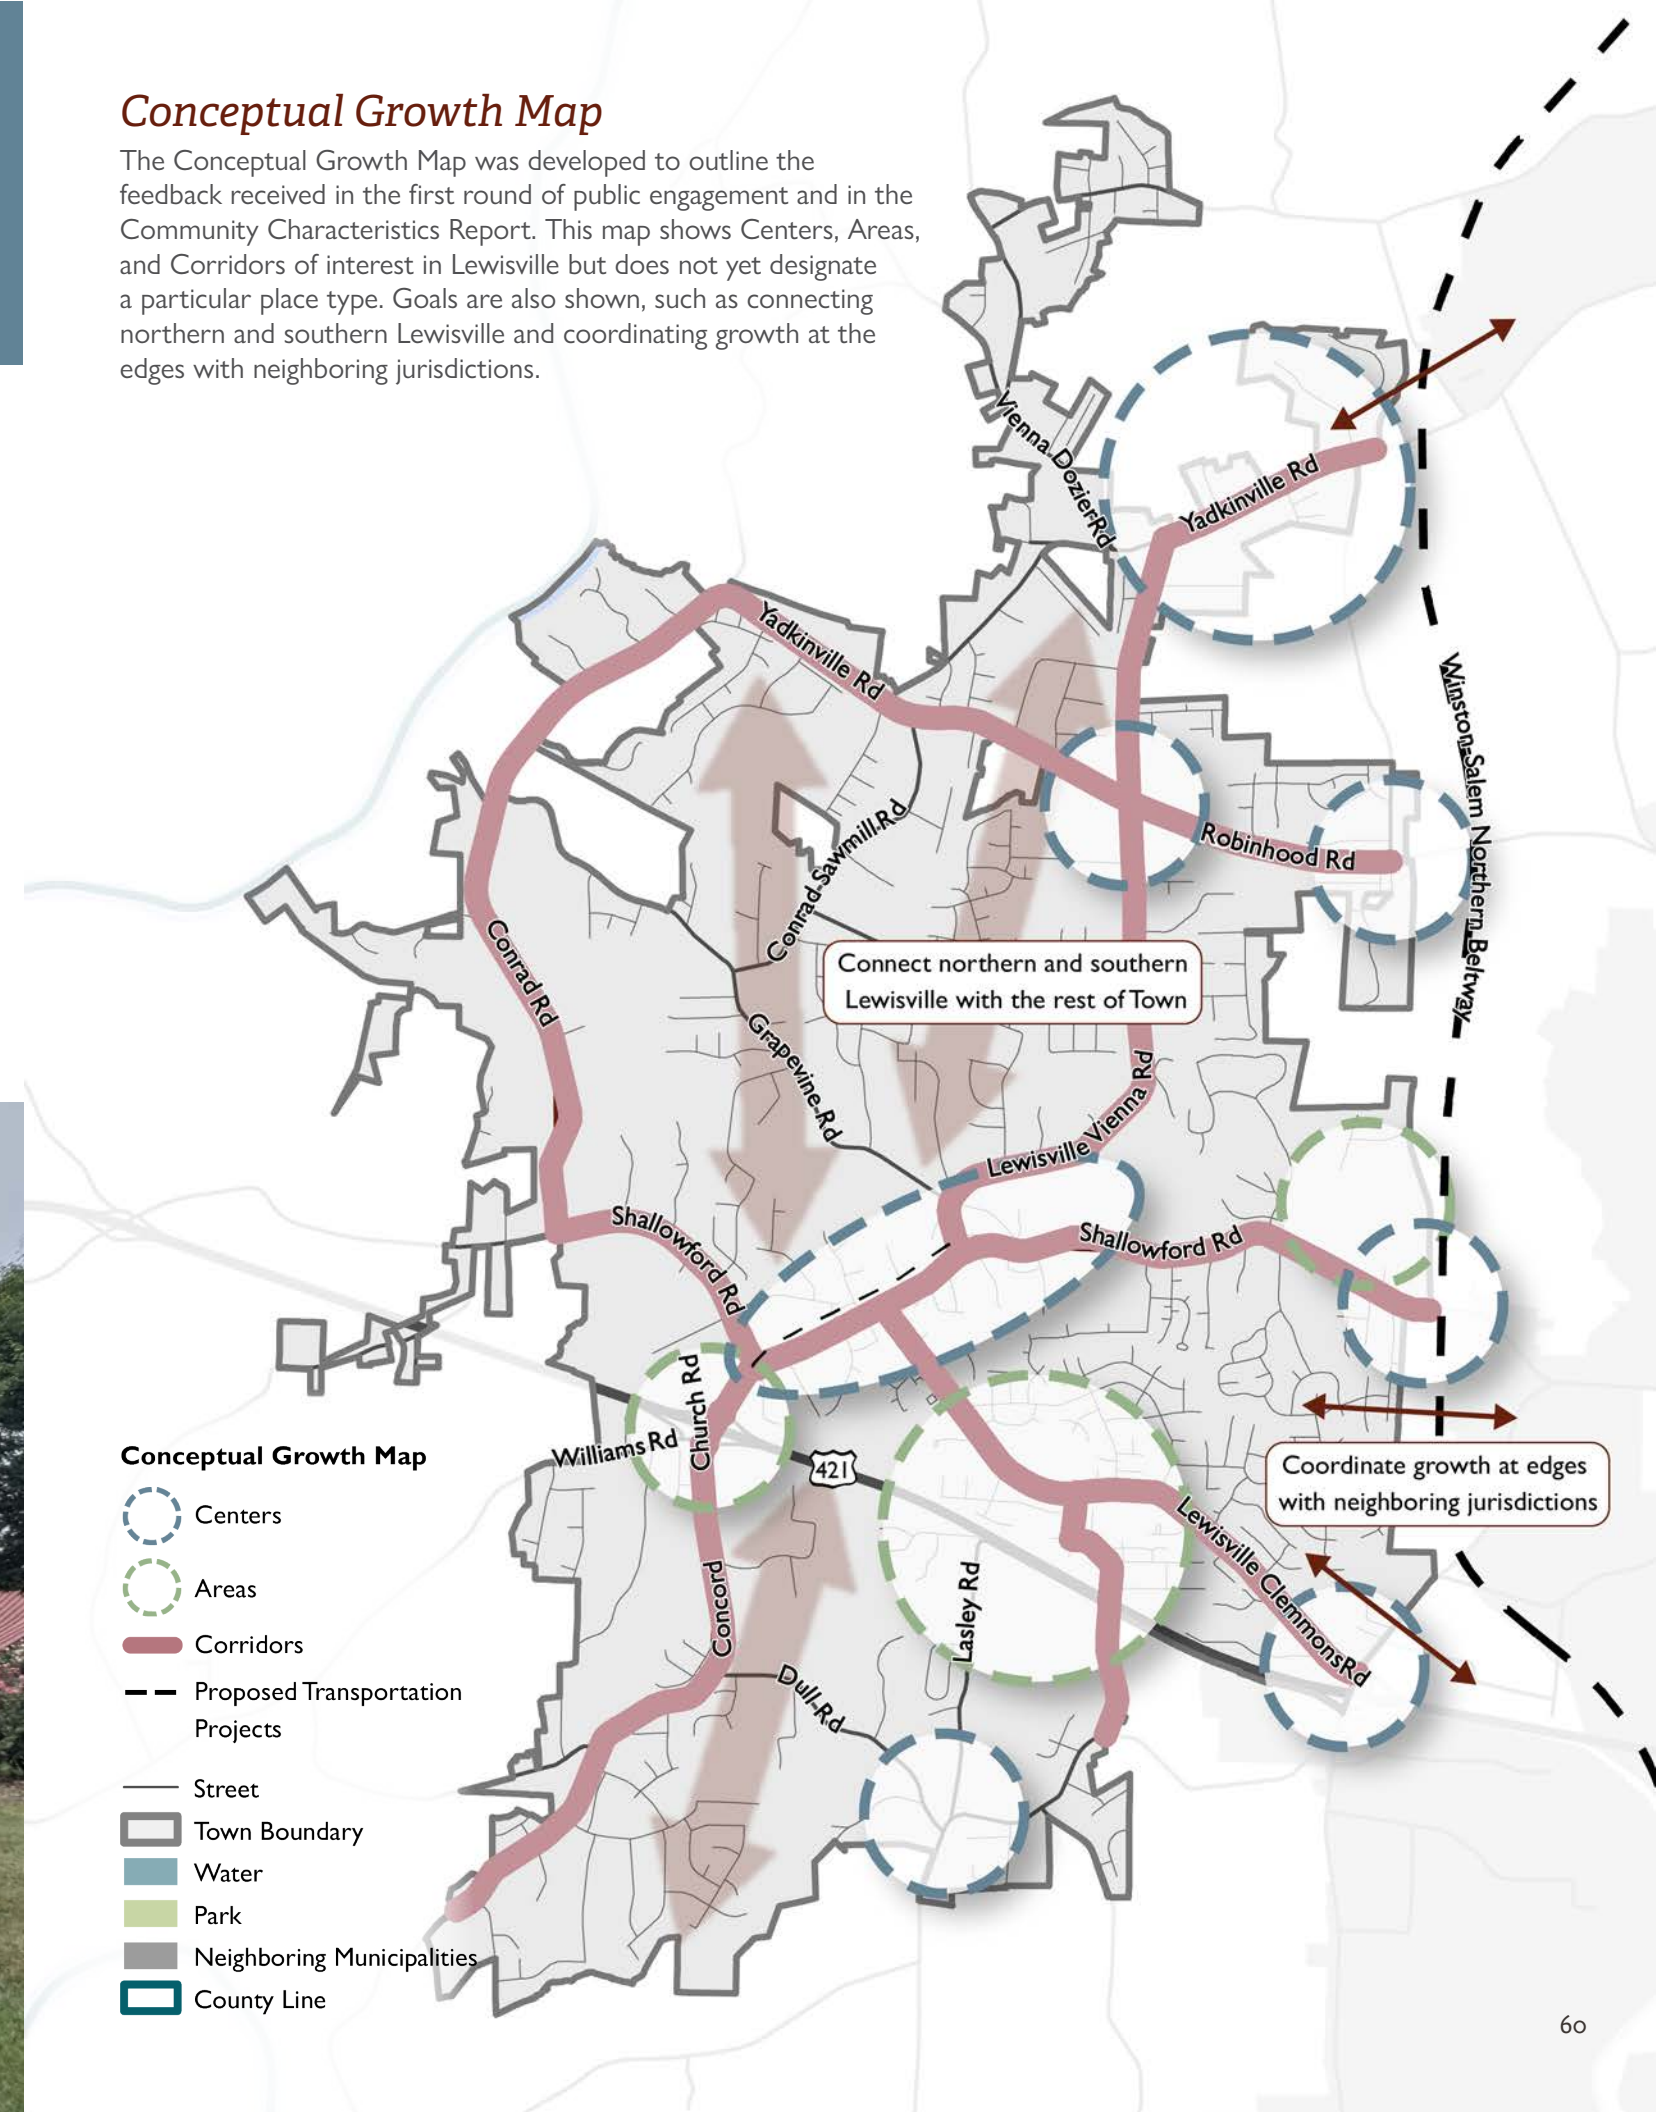 Conceptual Growth Map
The Conceptual Growth Map was developed to outline the
feedback received in the first round of public engagement and in the
Community Characteristics Report. This map shows Centers, Areas,
and Corridors of interest in Lewisville but does not yet designate
a particular place type. Goals are also shown, such as connecting
northern and southern Lewisville and coordinating growth at the
edges with neighboring jurisdictions.
Vienna-Dozier Rd
Yadkinville Rd
Yadkinville Rd
Winston-Salem Northern Beltway
Conrad-Sawmill-Rd
Robinhood Rd
Conrad Rd
Connect northern and southern
Lewisville with the rest of Town
Grapevine-Rd
Lewisville Vienna Rd
Shallowford Rd
Shallowford Rd
Church Rd
Williams Rd
421
Coordinate growth at edges
with neighboring jurisdictions
Lewisville Clemmons Rd
Concord
Lasley Rd
Dull-Rd
Conceptual Growth Map
Centers
Areas
Corridors
Proposed Transportation
Projects
Street
Town Boundary
Water
Park
Neighboring Municipalities
County Line
60